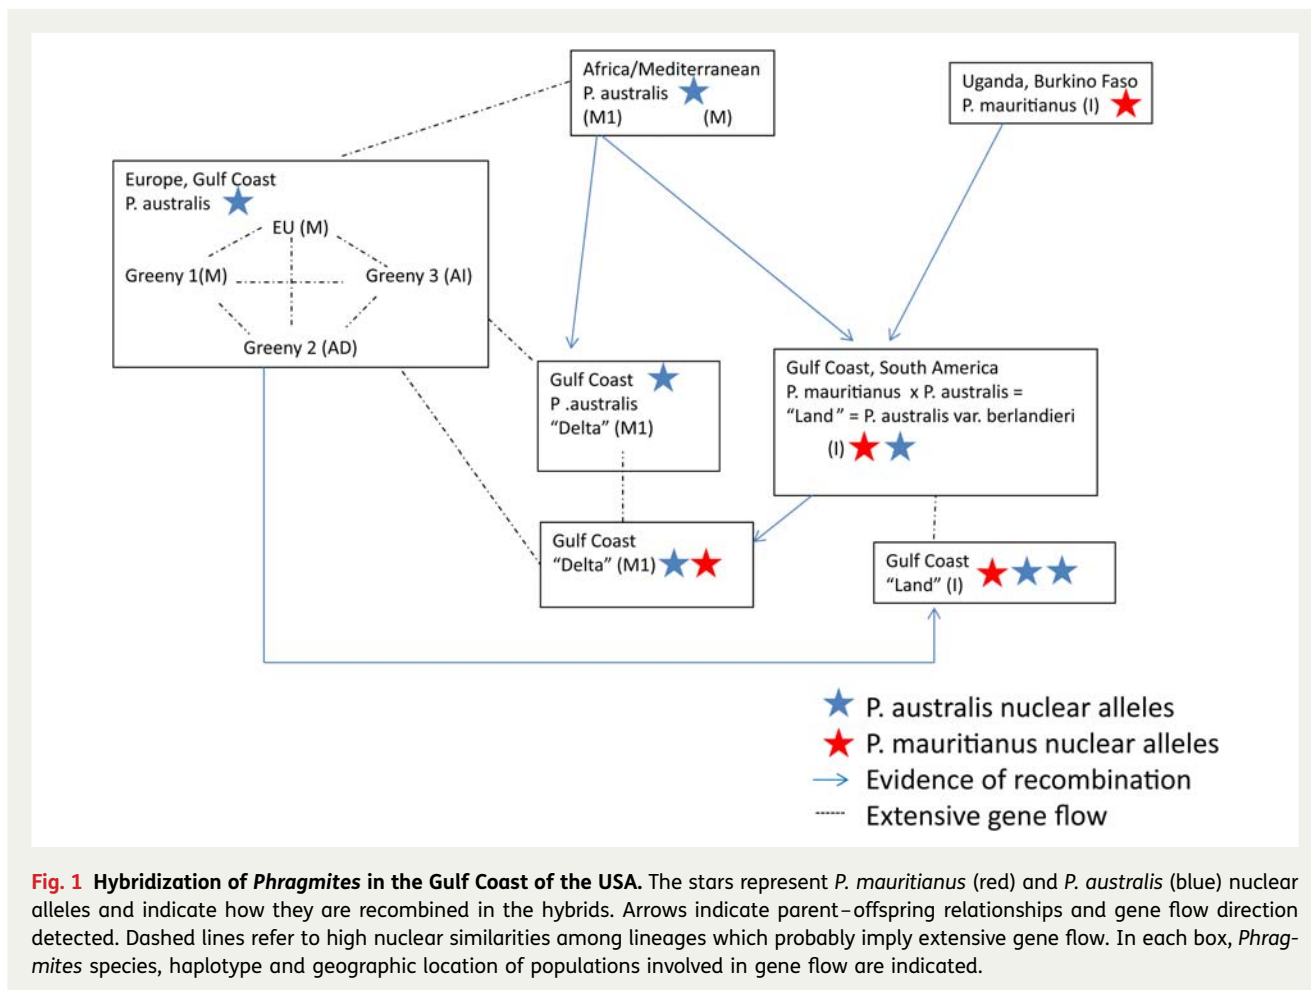 Africa/Mediterranean
P. australis
(M1) (M)
Uganda, Burkino Faso
P. mauritianus (I)
Europe, Gulf Coast
P. australis
EU (M)
Greeny 1(M)
Greeny 3 (AI)
Greeny 2 (AD)
Gulf Coast
P .australis
“Delta” (M1)
Gulf Coast, South America
P. mauritianus x P. australis =
“Land” = P. australis var. berlandieri
(I)
Gulf Coast
“Delta” (M1)
Gulf Coast
“Land” (I)
P. australis nuclear alleles
P. mauritianus nuclear alleles
Evidence of recombination
Extensive gene flow
Fig. 1 Hybridization of Phragmites in the Gulf Coast of the USA. The stars represent P. mauritianus (red) and P. australis (blue) nuclear
alleles and indicate how they are recombined in the hybrids. Arrows indicate parent–offspring relationships and gene flow direction
detected. Dashed lines refer to high nuclear similarities among lineages which probably imply extensive gene flow. In each box, Phrag-
mites species, haplotype and geographic location of populations involved in gene flow are indicated.